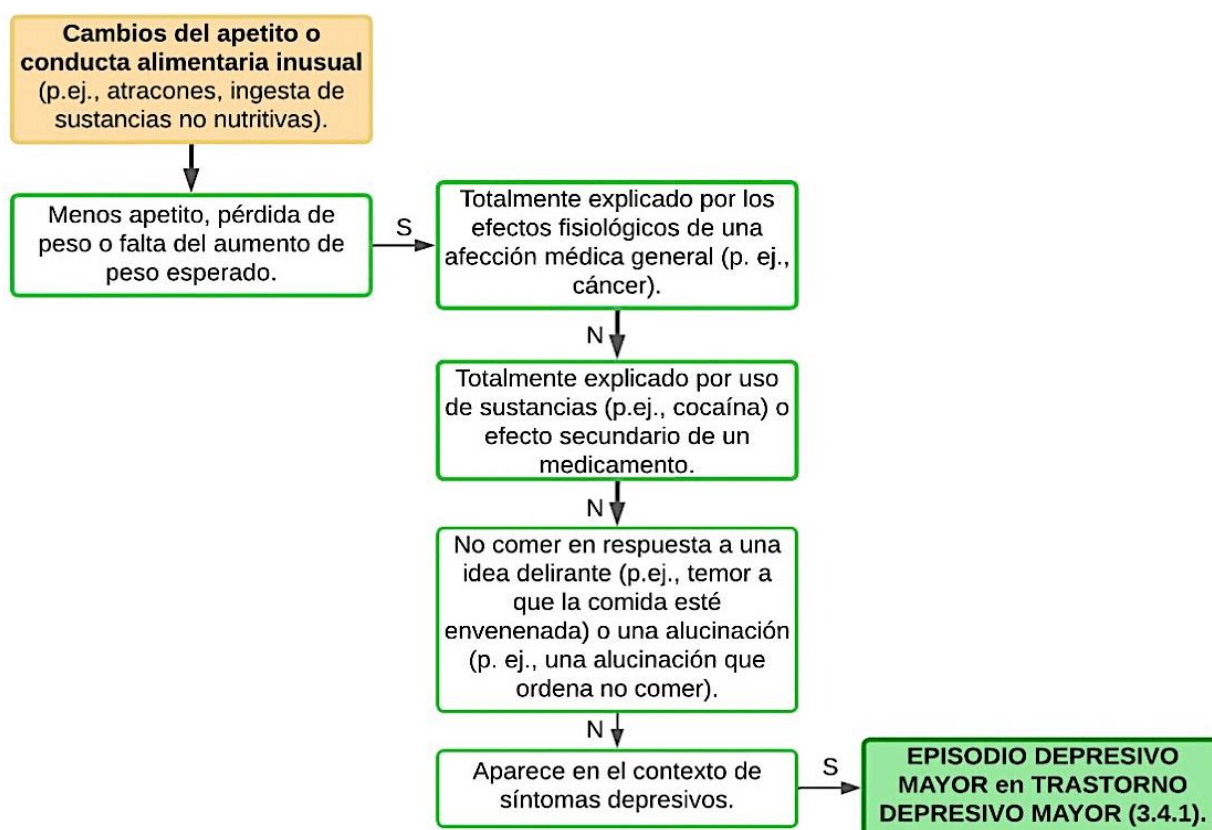 Cambios del apetito o
conducta alimentaria inusual
(p.ej., atracones, ingesta de
sustancias no nutritivas).
Menos apetito, pérdida de
peso o falta del aumento de
peso esperado.
S
Totalmente explicado por los
efectos fisiológicos de una
afección médica general (p. ej.,
cáncer).
N
Totalmente explicado por uso
de sustancias (p.ej., cocaína) o
efecto secundario de un
medicamento.
N
No comer en respuesta a una
idea delirante (p.ej., temor a
que la comida esté
envenenada) o una alucinación
(p. ej., una alucinación que
ordena no comer).
N
Aparece en el contexto de
síntomas depresivos.
S
EPISODIO DEPRESIVO
MAYOR en TRASTORNO
DEPRESIVO MAYOR (3.4.1).